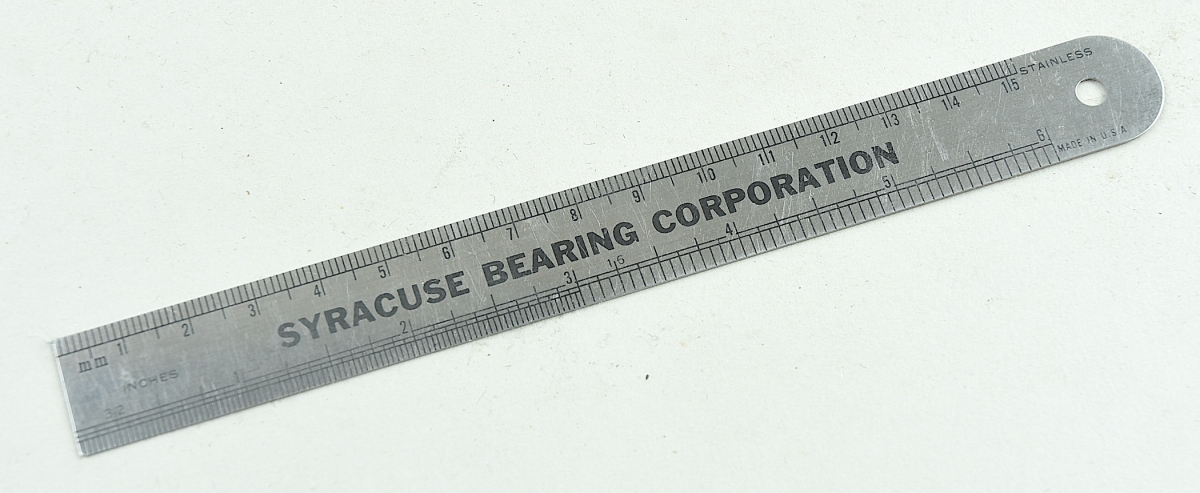 1 2 3 4 5 6 7 8 9 10 11 12 13 14 15 STAINLESS
mm
SYRACUSE BEARING CORPORATION
INCHES
32 1 2 3 16 4 5 6 MADE IN U.S.A